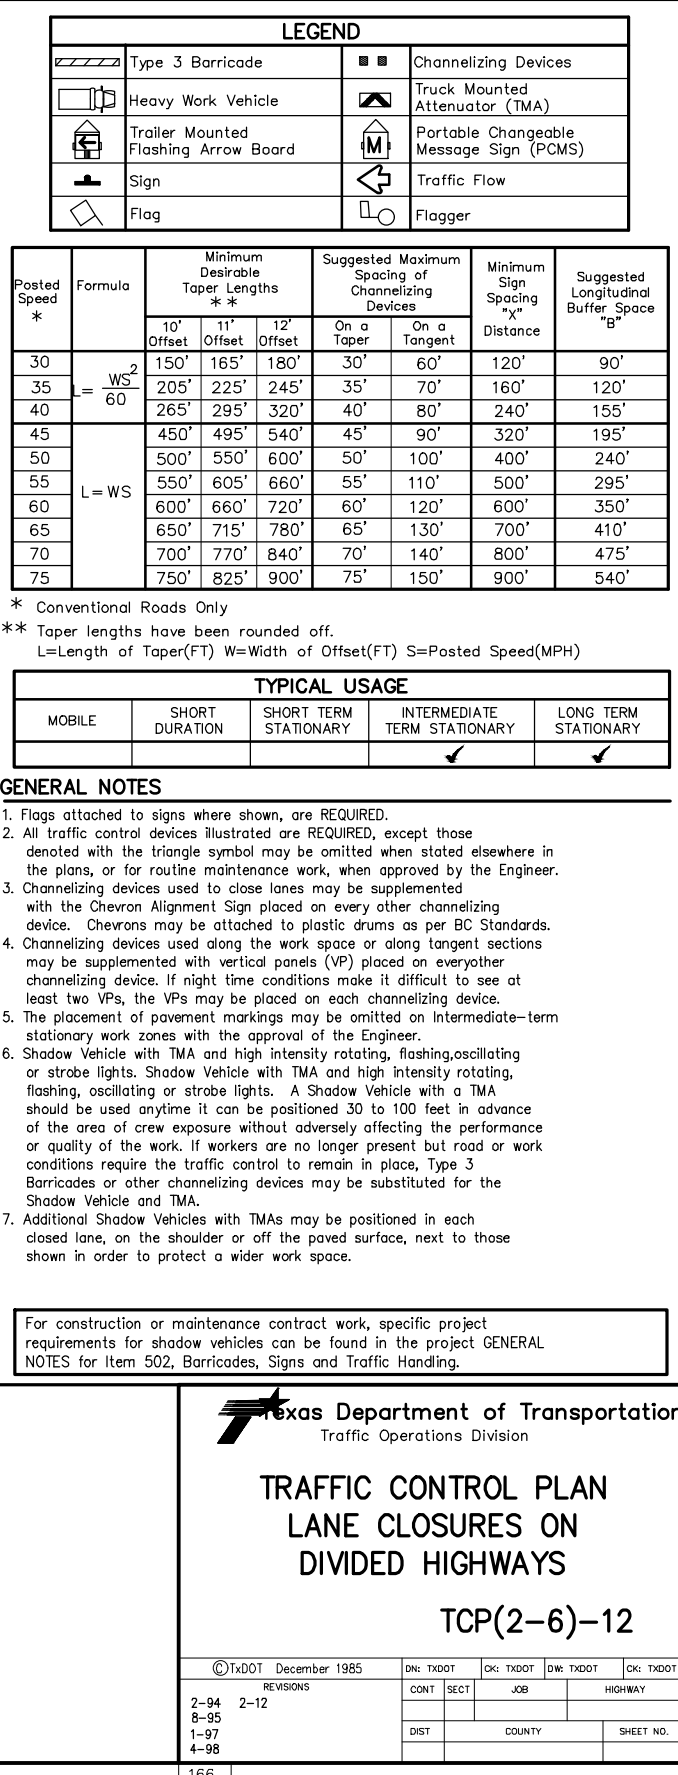 LEGEND
Type 3 Barricade
Channelizing Devices
Heavy Work Vehicle
Truck Mounted
Attenuator (TMA)
Trailer Mounted
Flashing Arrow Board
M
Portable Changeable
Message Sign (PCMS)
Sign
Traffic Flow
Flag
Flagger
Posted
Speed
*
Formula
Minimum
Desirable
Taper Lengths
* *
Suggested Maximum
Spacing of
Channelizing
Devices
Minimum
Sign
Spacing
"X"
Distance
Suggested
Longitudinal
Buffer Space
"B"
10'
Offset
11'
Offset
12'
Offset
On a
Taper
On a
Tangent
30 150' 165' 180' 30' 60' 120' 90'
35 L= WS²/60 205' 225' 245' 35' 70' 160' 120'
40 265' 295' 320' 40' 80' 240' 155'
45 450' 495' 540' 45' 90' 320' 195'
50 500' 550' 600' 50' 100' 400' 240'
55 L=WS 550' 605' 660' 55' 110' 500' 295'
60 600' 660' 720' 60' 120' 600' 350'
65 650' 715' 780' 65' 130' 700' 410'
70 700' 770' 840' 70' 140' 800' 475'
75 750' 825' 900' 75' 150' 900' 540'
* Conventional Roads Only
** Taper lengths have been rounded off.
L=Length of Taper(FT) W=Width of Offset(FT) S=Posted Speed(MPH)
TYPICAL USAGE
MOBILE
SHORT
DURATION
SHORT TERM
STATIONARY
INTERMEDIATE
TERM STATIONARY
LONG TERM
STATIONARY
✓ ✓
GENERAL NOTES
1. Flags attached to signs where shown, are REQUIRED.
2. All traffic control devices illustrated are REQUIRED, except those
denoted with the triangle symbol may be omitted when stated elsewhere in
the plans, or for routine maintenance work, when approved by the Engineer.
3. Channelizing devices used to close lanes may be supplemented
with the Chevron Alignment Sign placed on every other channelizing
device. Chevrons may be attached to plastic drums as per BC Standards.
4. Channelizing devices used along the work space or along tangent sections
may be supplemented with vertical panels (VP) placed on everyother
channelizing device. If night time conditions make it difficult to see at
least two VPs, the VPs may be placed on each channelizing device.
5. The placement of pavement markings may be omitted on Intermediate-term
stationary work zones with the approval of the Engineer.
6. Shadow Vehicle with TMA and high intensity rotating, flashing,oscillating
or strobe lights. Shadow Vehicle with TMA and high intensity rotating,
flashing, oscillating or strobe lights. A Shadow Vehicle with a TMA
should be used anytime it can be positioned 30 to 100 feet in advance
of the area of crew exposure without adversely affecting the performance
or quality of the work. If workers are no longer present but road or work
conditions require the traffic control to remain in place, Type 3
Barricades or other channelizing devices may be substituted for the
Shadow Vehicle and TMA.
7. Additional Shadow Vehicles with TMAs may be positioned in each
closed lane, on the shoulder or off the paved surface, next to those
shown in order to protect a wider work space.
For construction or maintenance contract work, specific project
requirements for shadow vehicles can be found in the project GENERAL
NOTES for Item 502, Barricades, Signs and Traffic Handling.
Texas Department of Transportation
Traffic Operations Division
TRAFFIC CONTROL PLAN
LANE CLOSURES ON
DIVIDED HIGHWAYS
TCP(2-6)-12
©TxDOT December 1985
DN: TXDOT
CK: TXDOT
DW: TXDOT
CK: TXDOT
REVISIONS
2-94 2-12
8-95
1-97
4-98
CONT
SECT
JOB
HIGHWAY
DIST
COUNTY
SHEET NO.
166